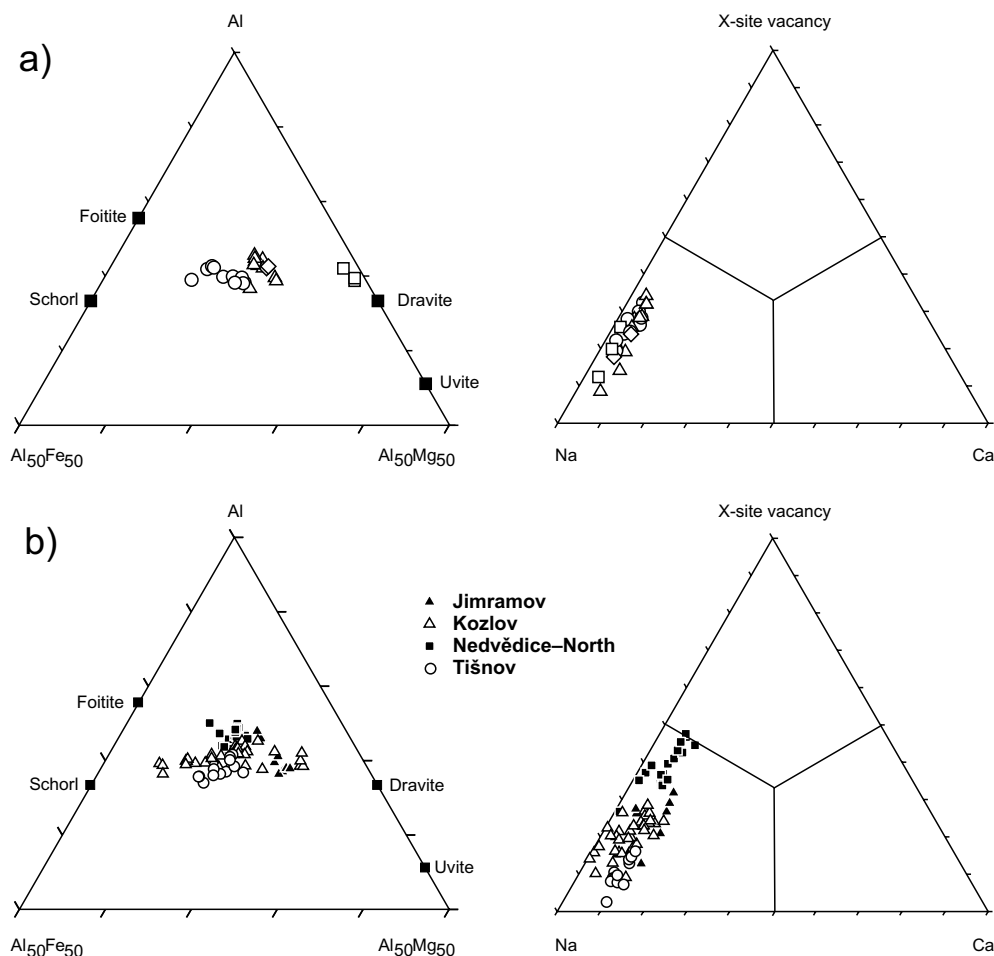 a)
Al
X-site vacancy
Foitite
Schorl
Dravite
Uvite
Al50Fe50
Al50Mg50
Na
Ca
b)
Al
X-site vacancy
Jimramov
Kozlov
Nedvědice–North
Tišnov
Foitite
Schorl
Dravite
Uvite
Al50Fe50
Al50Mg50
Na
Ca